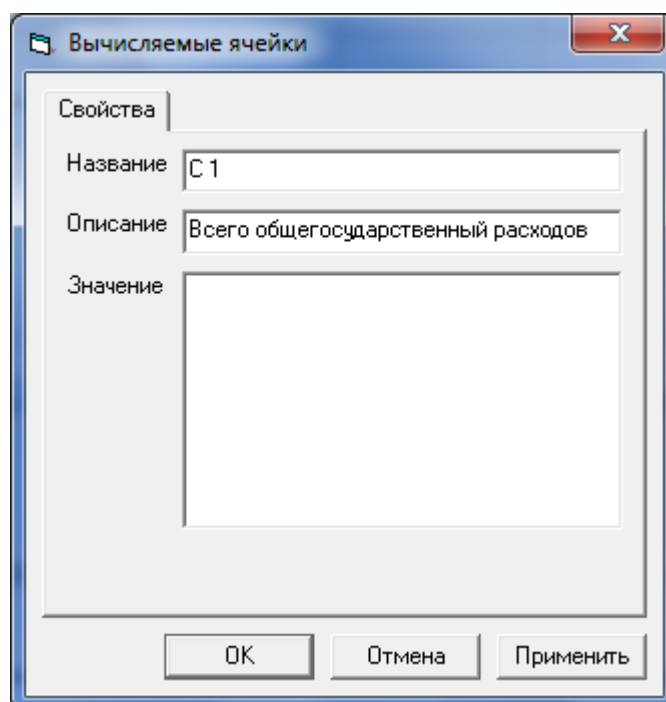 Вычисляемые ячейки
Свойства
Название С 1
Описание Всего общегосударственный расходов
Значение
OK Отмена Применить